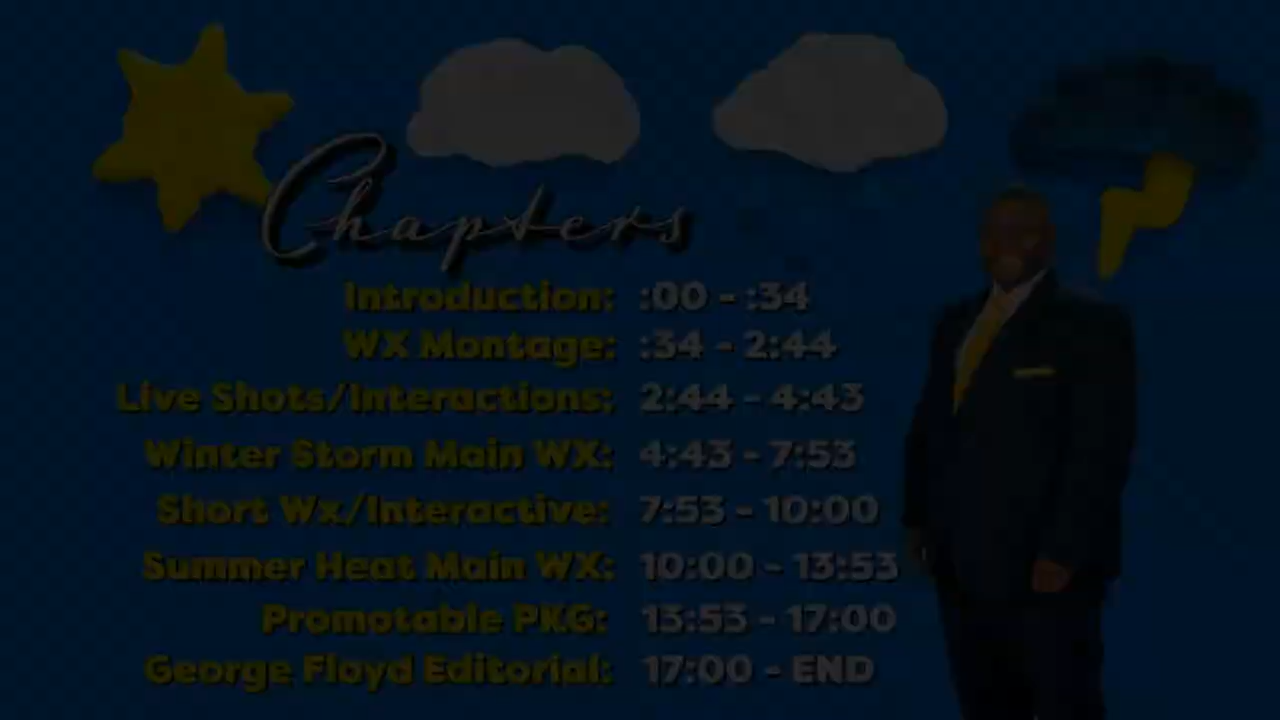 Chapters
Introduction: :00 - :34
WX Montage: :34 - 2:44
Live Shots/Interactions: 2:44 - 4:43
Winter Storm Main WX: 4:43 - 7:53
Short Wx/Interactive: 7:53 - 10:00
Summer Heat Main WX: 10:00 - 13:53
Promotable PKG: 13:53 - 17:00
George Floyd Editorial: 17:00 - END